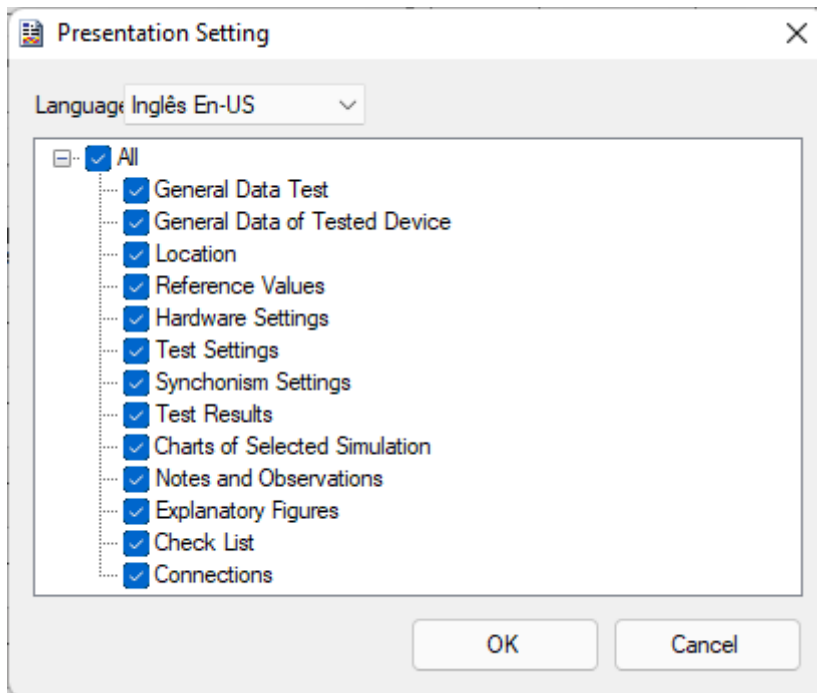 Presentation Setting
Language Inglês En-US
All
General Data Test
General Data of Tested Device
Location
Reference Values
Hardware Settings
Test Settings
Synchonism Settings
Test Results
Charts of Selected Simulation
Notes and Observations
Explanatory Figures
Check List
Connections
OK Cancel